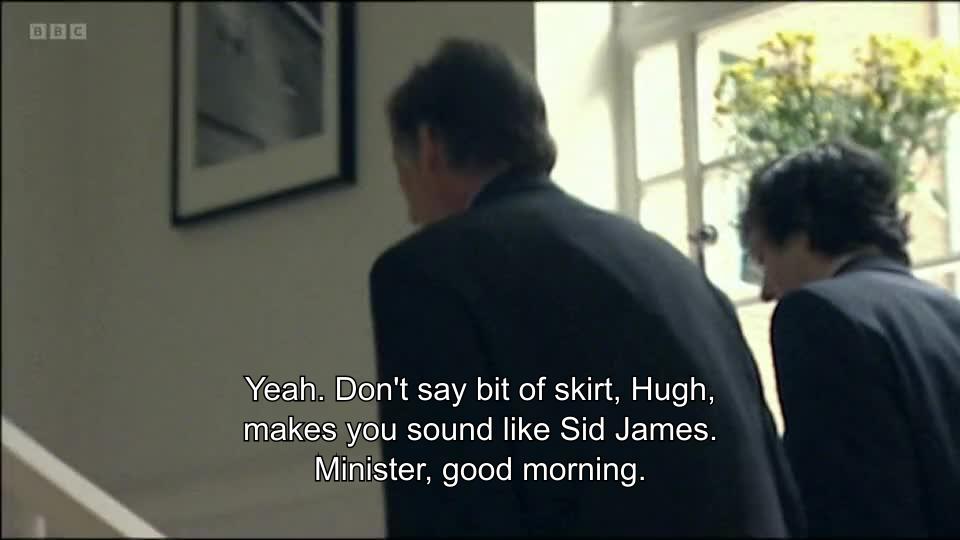 BBC
Yeah. Don't say bit of skirt, Hugh,
makes you sound like Sid James.
Minister, good morning.